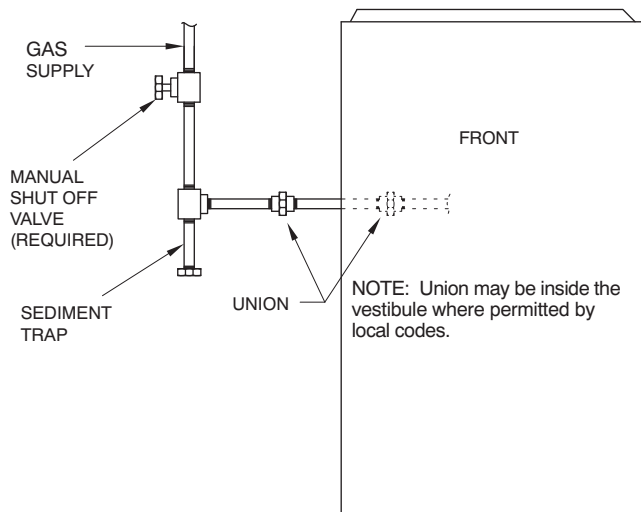 GAS
SUPPLY
FRONT
MANUAL
SHUT OFF
VALVE
(REQUIRED)
SEDIMENT
TRAP
UNION
NOTE: Union may be inside the
vestibule where permitted by
local codes.